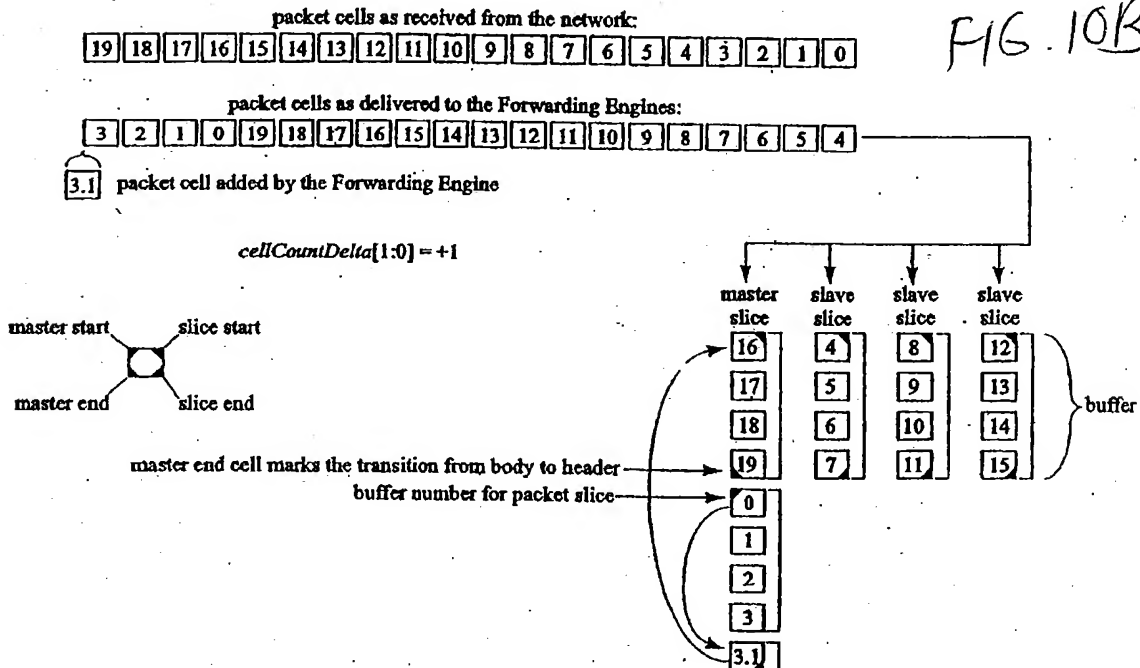 FIG. 10B
packet cells as received from the network:
19 18 17 16 15 14 13 12 11 10 9 8 7 6 5 4 3 2 1 0
packet cells as delivered to the Forwarding Engines:
3 2 1 0 19 18 17 16 15 14 13 12 11 10 9 8 7 6 5 4
3.1 packet cell added by the Forwarding Engine
cellCountDelta[1:0] = +1
master slice
slave slice
slave slice
slave slice
master start
slice start
master end
slice end
16 4 8 12
17 5 9 13
18 6 10 14
19 7 11 15
buffer
master end cell marks the transition from body to header
buffer number for packet slice
0
1
2
3
3.1